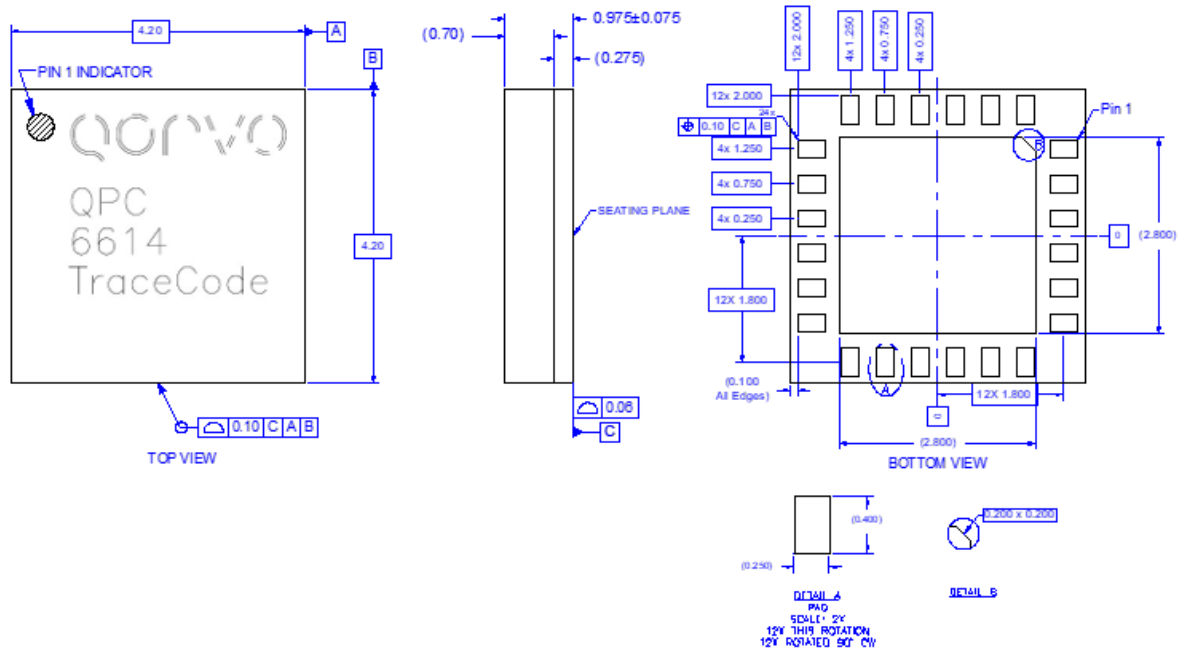 4.20
A
B
PIN 1 INDICATOR
QORVO
QPC
6614
TraceCode
4.20
0.10 C A B
TOP VIEW
0.975±0.075
(0.70)
(0.275)
SEATING PLANE
0.06
C
12x 2.000
4x 1.250
4x 0.750
4x 0.250
12x 2.000
24x
0.10 C A B
4x 1.250
4x 0.750
4x 0.250
12X 1.800
(0.100
All Edges)
Pin 1
B
0
(2.800)
A
12X 1.800
0
(2.800)
BOTTOM VIEW
(0.400)
(0.250)
DETAIL A
PAD
SCALE: 2X
12X THIS ROTATION
12X ROTATED 90° CW
0.200 x 0.200
DETAIL B